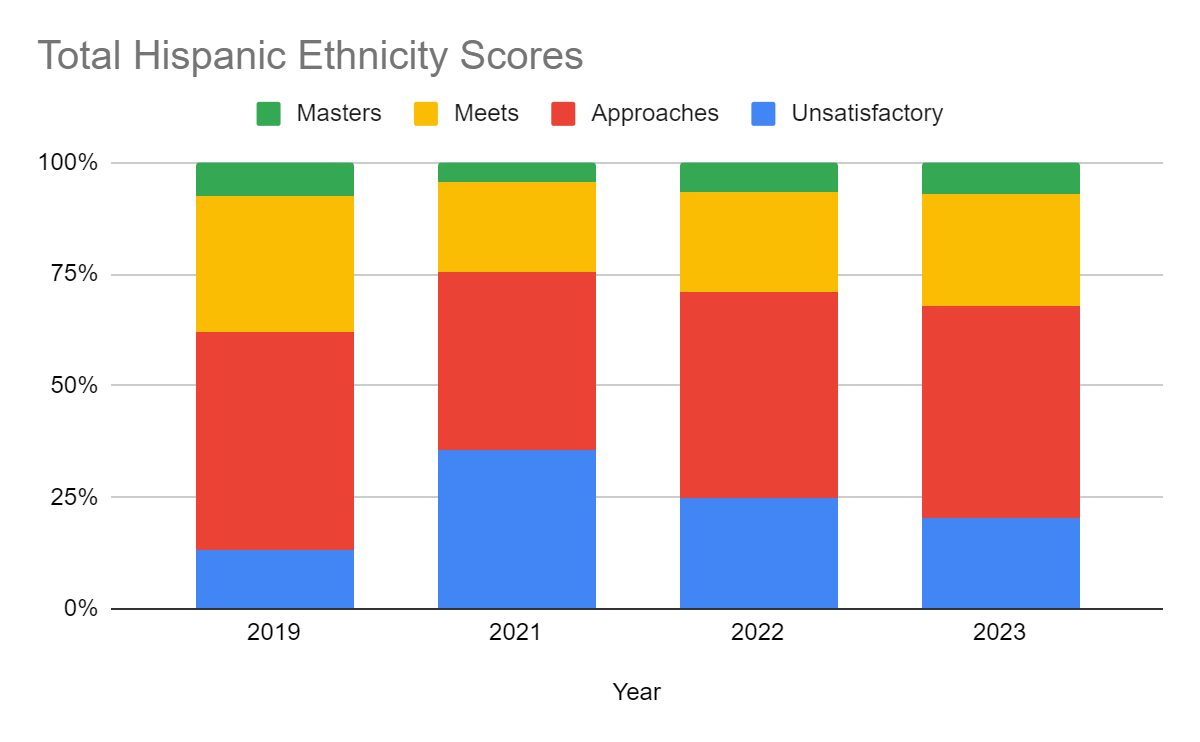 Total Hispanic Ethnicity Scores
Masters Meets Approaches Unsatisfactory
100%
75%
50%
25%
0%
2019 2021 2022 2023
Year